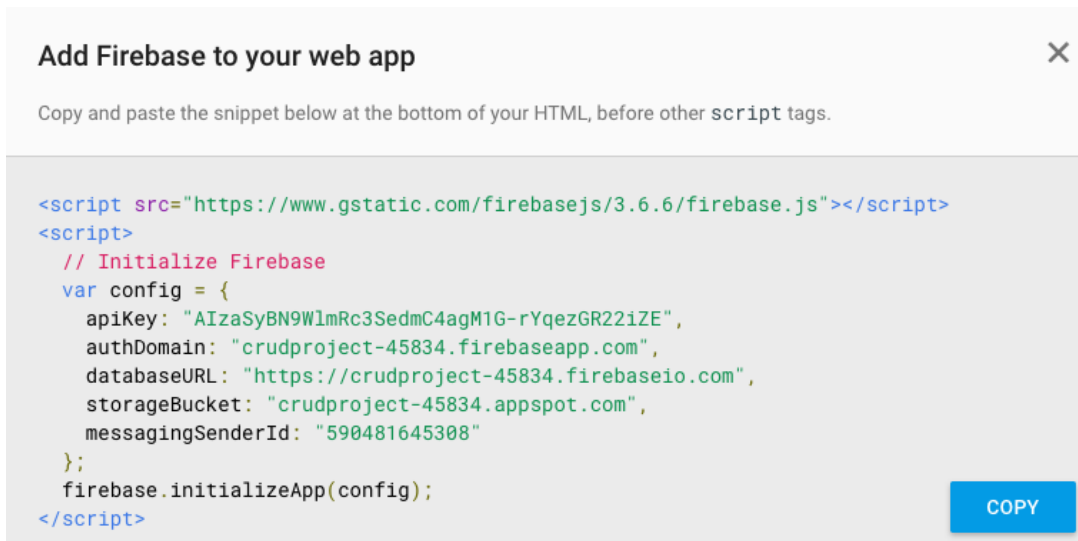 Add Firebase to your web app
Copy and paste the snippet below at the bottom of your HTML, before other script tags.
<script src="https://www.gstatic.com/firebasejs/3.6.6/firebase.js"></script>
<script>
// Initialize Firebase
var config = {
apiKey: "AIzaSyBN9WlmRc3SedmC4agM1G-rYqezGR22iZE",
authDomain: "crudproject-45834.firebaseapp.com",
databaseURL: "https://crudproject-45834.firebaseio.com",
storageBucket: "crudproject-45834.appspot.com",
messagingSenderId: "590481645308"
};
firebase.initializeApp(config);
</script>
COPY